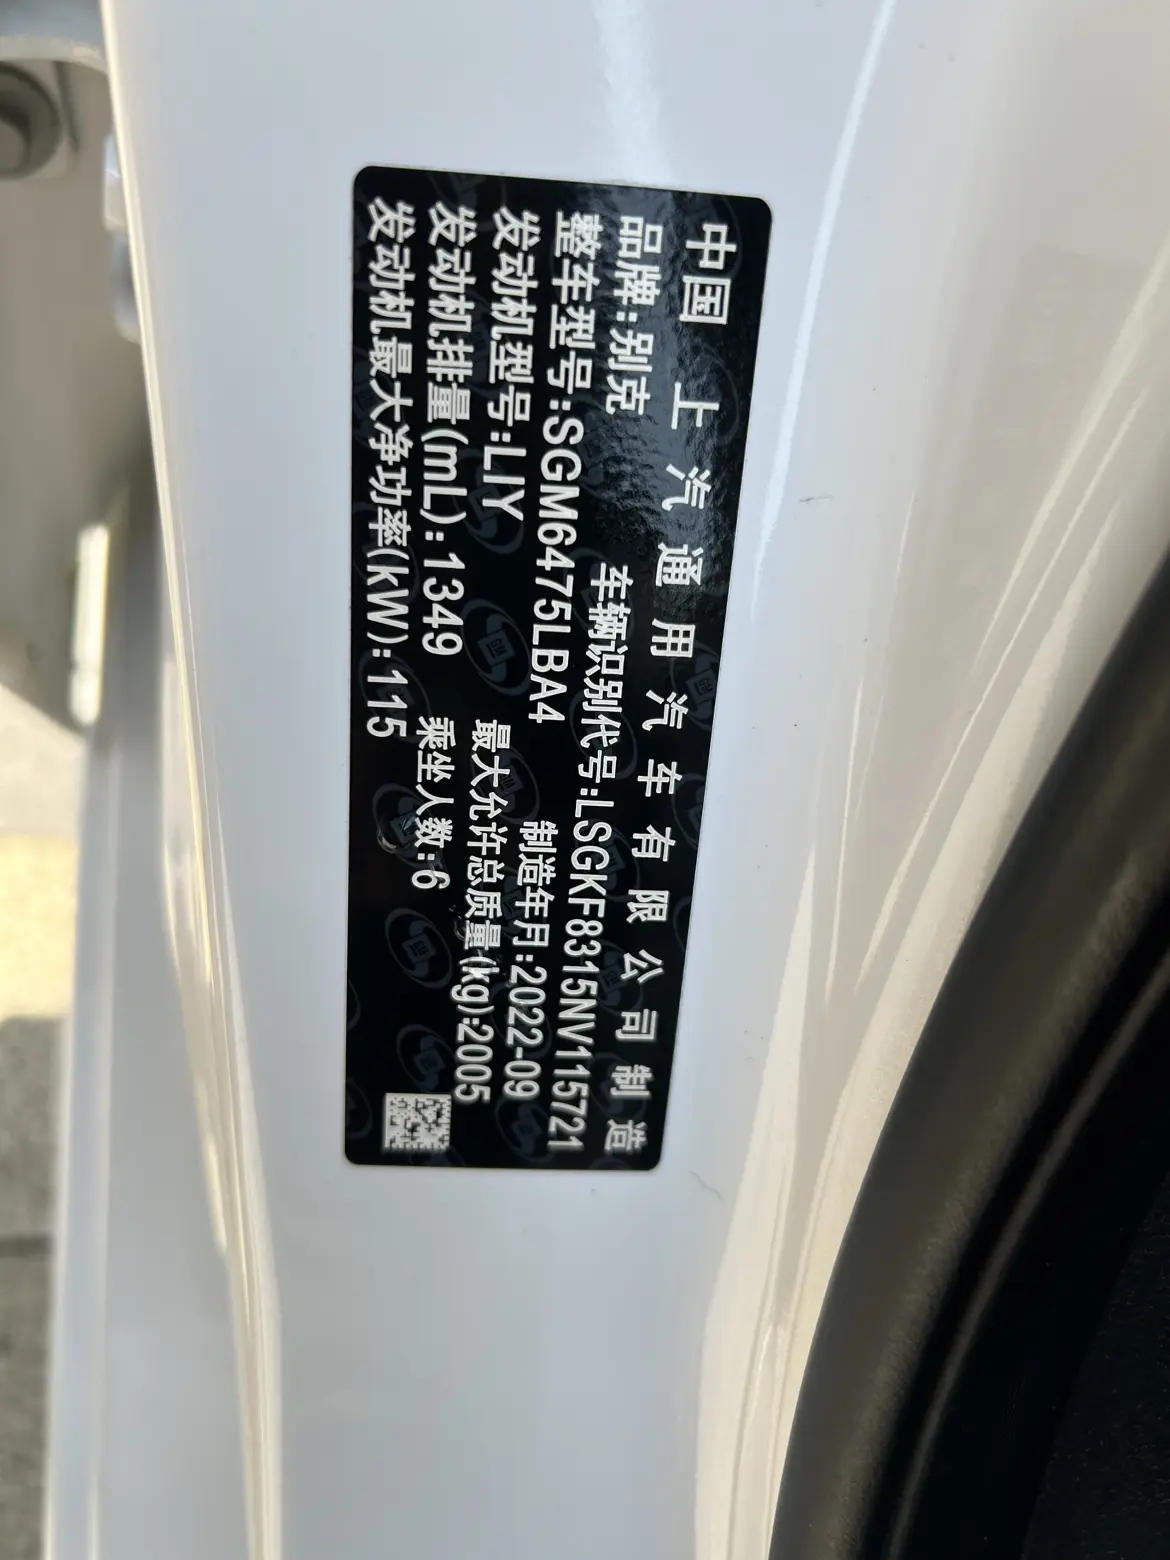 中国上汽通用汽车有限公司制造
品牌:别克 车辆识别代号:LSGKF8315NV115721
整车型号:SGM6475LBA4 制造年月:2022-09
发动机型号:LIY 最大允许总质量(kg):2005
发动机排量(mL):1349 乘坐人数:6
发动机最大净功率(kW):115